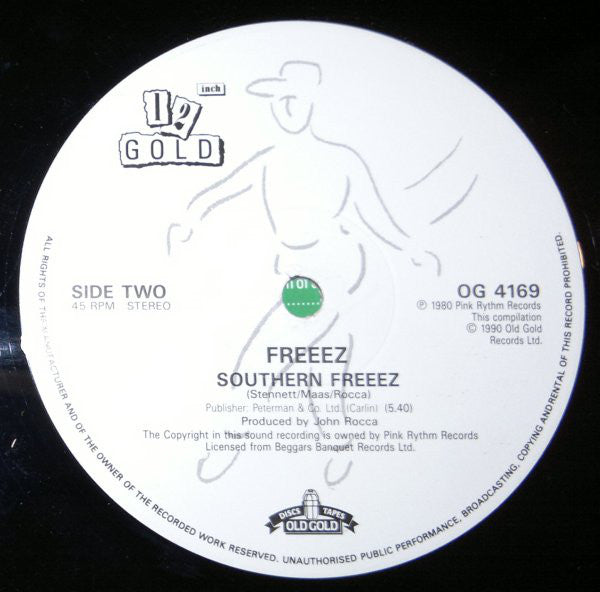 inch
12
GOLD
SIDE TWO
45 RPM STEREO
OG 4169
℗ 1980 Pink Rythm Records
This compilation
© 1990 Old Gold
Records Ltd.
FREEEZ
SOUTHERN FREEEZ
(Stennett/Maas/Rocca)
Publisher: Peterman & Co. Ltd. (Carlin) (5.40)
Produced by John Rocca
The Copyright in this sound recording is owned by Pink Rythm Records
Licensed from Beggars Banquet Records Ltd.
DISCS TAPES
OLD GOLD
ALL RIGHTS OF THE MANUFACTURER AND OF THE OWNER OF THE RECORDED WORK RESERVED. UNAUTHORISED PUBLIC PERFORMANCE, BROADCASTING, COPYING AND RENTAL OF THIS RECORD PROHIBITED.